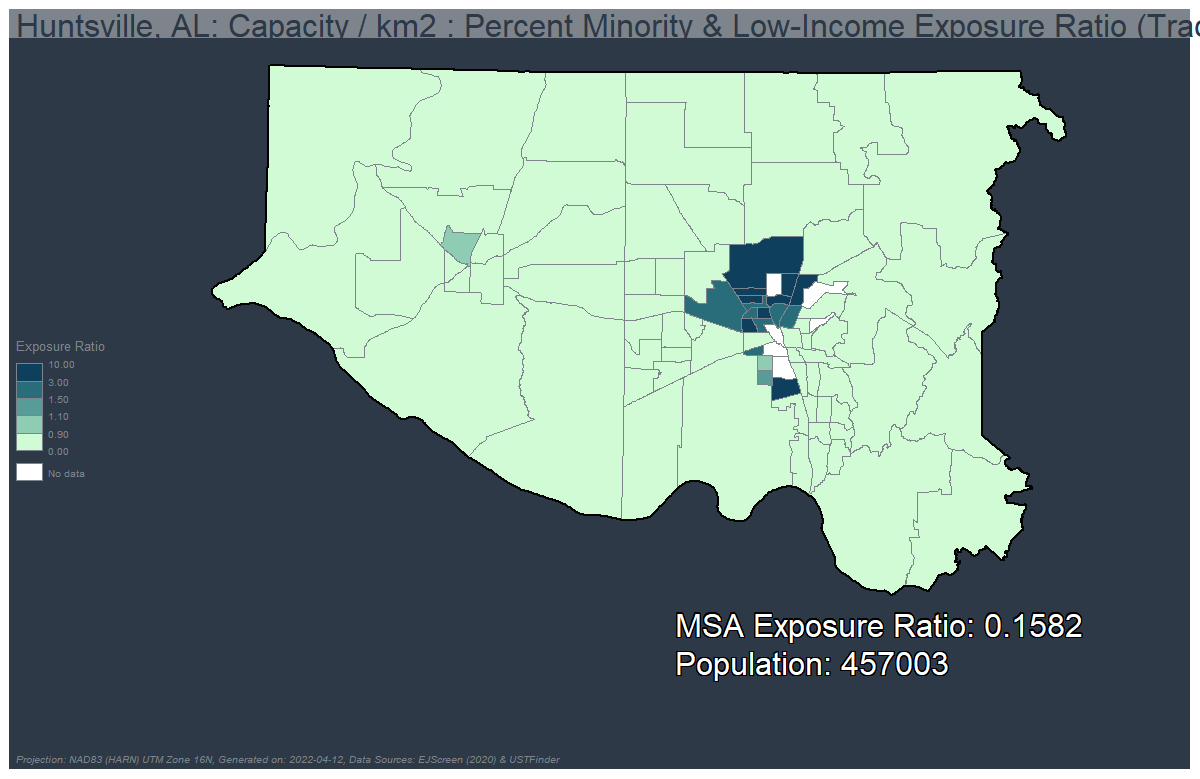 Huntsville, AL: Capacity / km2 : Percent Minority & Low-Income Exposure Ratio
Exposure Ratio
10.00
3.00
1.50
1.10
0.90
0.00
No data
MSA Exposure Ratio: 0.1582
Population: 457003
Projection: NAD83 (HARN) UTM Zone 16N, Generated on: 2022-04-12, Data Sources: EJScreen (2020) & USTFinder